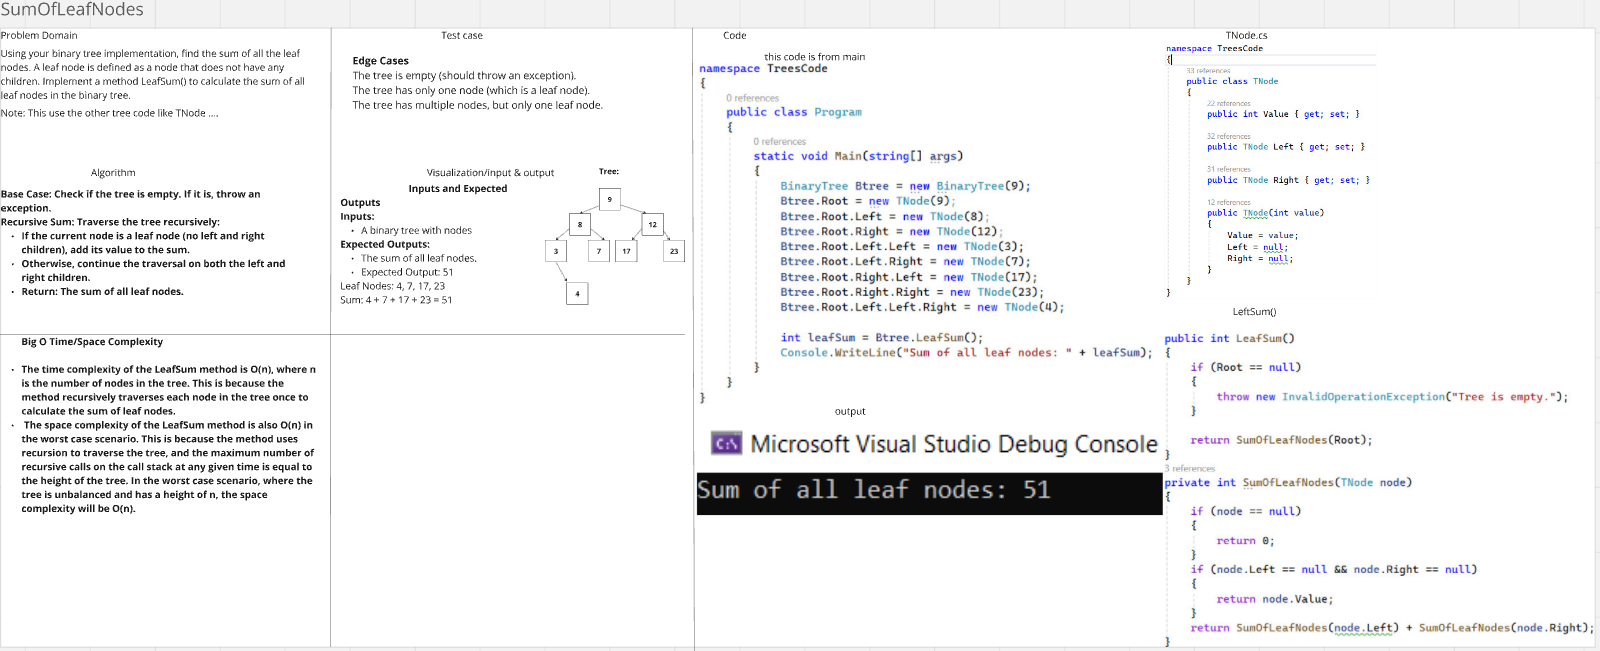 SumOfLeafNodes
Problem Domain
Using your binary tree implementation, find the sum of all the leaf
nodes. A leaf node is defined as a node that does not have any
children. Implement a method LeafSum() to calculate the sum of all
leaf nodes in the binary tree.
Note: This use the other tree code like TNode ....
Algorithm
Base Case: Check if the tree is empty. If it is, throw an
exception.
Recursive Sum: Traverse the tree recursively:
• If the current node is a leaf node (no left and right
children), add its value to the sum.
• Otherwise, continue the traversal on both the left and
right children.
• Return: The sum of all leaf nodes.
Big O Time/Space Complexity
• The time complexity of the LeafSum method is O(n), where n
is the number of nodes in the tree. This is because the
method recursively traverses each node in the tree once to
calculate the sum of leaf nodes.
• The space complexity of the LeafSum method is also O(n) in
the worst case scenario. This is because the method uses
recursion to traverse the tree, and the maximum number of
recursive calls on the call stack at any given time is equal to
the height of the tree. In the worst case scenario, where the
tree is unbalanced and has a height of n, the space
complexity will be O(n).
Test case
Edge Cases
The tree is empty (should throw an exception).
The tree has only one node (which is a leaf node).
The tree has multiple nodes, but only one leaf node.
Visualization/input & output
Inputs and Expected
Outputs
Inputs:
• A binary tree with nodes
Expected Outputs:
• The sum of all leaf nodes.
• Expected Output: 51
Leaf Nodes: 4, 7, 17, 23
Sum: 4 + 7 + 17 + 23 = 51
Tree:
9
8 12
3 7 17 23
4
Code
this code is from main
namespace TreesCode
{
0 references
public class Program
{
0 references
static void Main(string[] args)
{
BinaryTree Btree = new BinaryTree(9);
Btree.Root = new TNode(9);
Btree.Root.Left = new TNode(8);
Btree.Root.Right = new TNode(12);
Btree.Root.Left.Left = new TNode(3);
Btree.Root.Left.Right = new TNode(7);
Btree.Root.Right.Left = new TNode(17);
Btree.Root.Right.Right = new TNode(23);
Btree.Root.Left.Left.Right = new TNode(4);
int leafSum = Btree.LeafSum();
Console.WriteLine("Sum of all leaf nodes: " + leafSum);
}
}
}
output
C:\ Microsoft Visual Studio Debug Console
Sum of all leaf nodes: 51
TNode.cs
namespace TreesCode
{
33 references
public class TNode
{
22 references
public int Value { get; set; }
32 references
public TNode Left { get; set; }
31 references
public TNode Right { get; set; }
12 references
public TNode(int value)
{
Value = value;
Left = null;
Right = null;
}
}
}
LeftSum()
public int LeafSum()
{
if (Root == null)
{
throw new InvalidOperationException("Tree is empty.");
}
return SumOfLeafNodes(Root);
}
3 references
private int SumOfLeafNodes(TNode node)
{
if (node == null)
{
return 0;
}
if (node.Left == null && node.Right == null)
{
return node.Value;
}
return SumOfLeafNodes(node.Left) + SumOfLeafNodes(node.Right);
}